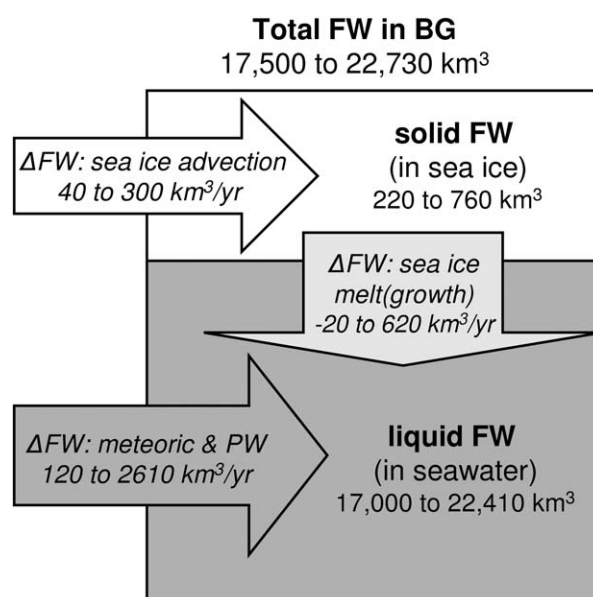 Total FW in BG
17,500 to 22,730 km³
solid FW
(in sea ice)
220 to 760 km³
ΔFW: sea ice advection
40 to 300 km³/yr
ΔFW: sea ice
melt(growth)
-20 to 620 km³/yr
ΔFW: meteoric & PW
120 to 2610 km³/yr
liquid FW
(in seawater)
17,000 to 22,410 km³